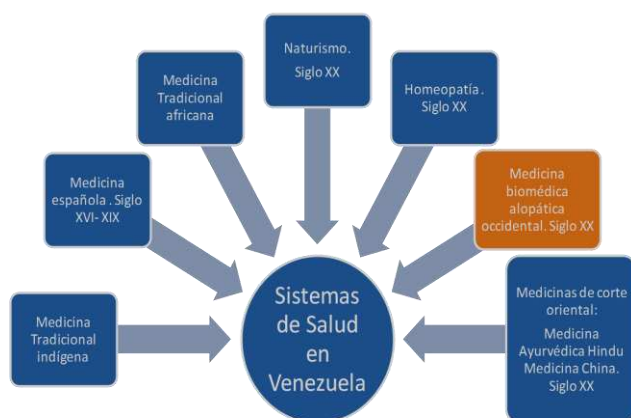 Naturismo.
Siglo XX
Medicina
Tradicional
africana
Homeopatía.
Siglo XX
Medicina
española . Siglo
XVI- XIX
Medicina
biomédica
alopática
occidental. Siglo XX
Medicina
Tradicional
indígena
Sistemas
de Salud
en
Venezuela
Medicinas de corte
oriental:
Medicina
Ayurvédica Hindu
Medicina China.
Siglo XX